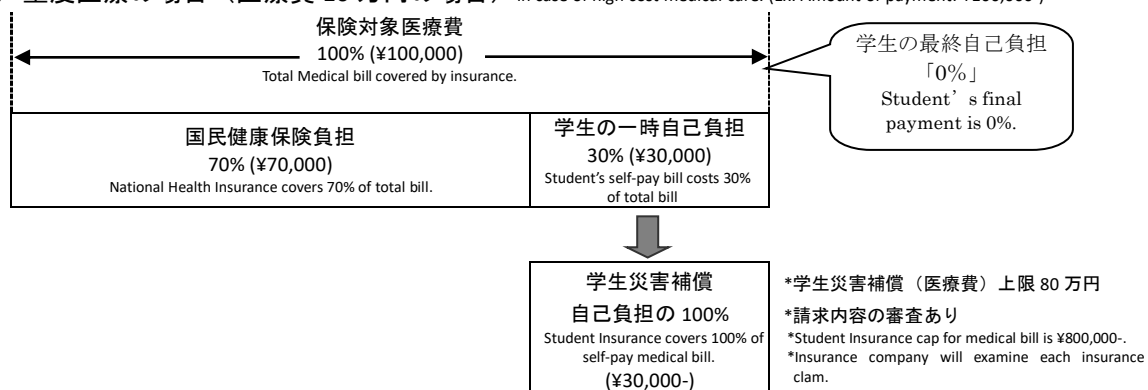 保険対象医療費
100% (¥100,000)
Total Medical bill covered by insurance.
学生の最終自己負担
「0%」
Student’s final
payment is 0%.
国民健康保険負担
70% (¥70,000)
National Health Insurance covers 70% of total bill.
学生の一時自己負担
30% (¥30,000)
Student’s self-pay bill costs 30%
of total bill
学生災害補償
自己負担の 100%
Student Insurance covers 100% of
self-pay medical bill.
(¥30,000-)
*学生災害補償（医療費）上限 80 万円
*請求内容の審査あり
*Student Insurance cap for medical bill is ¥800,000-.
*Insurance company will examine each insurance
clam.